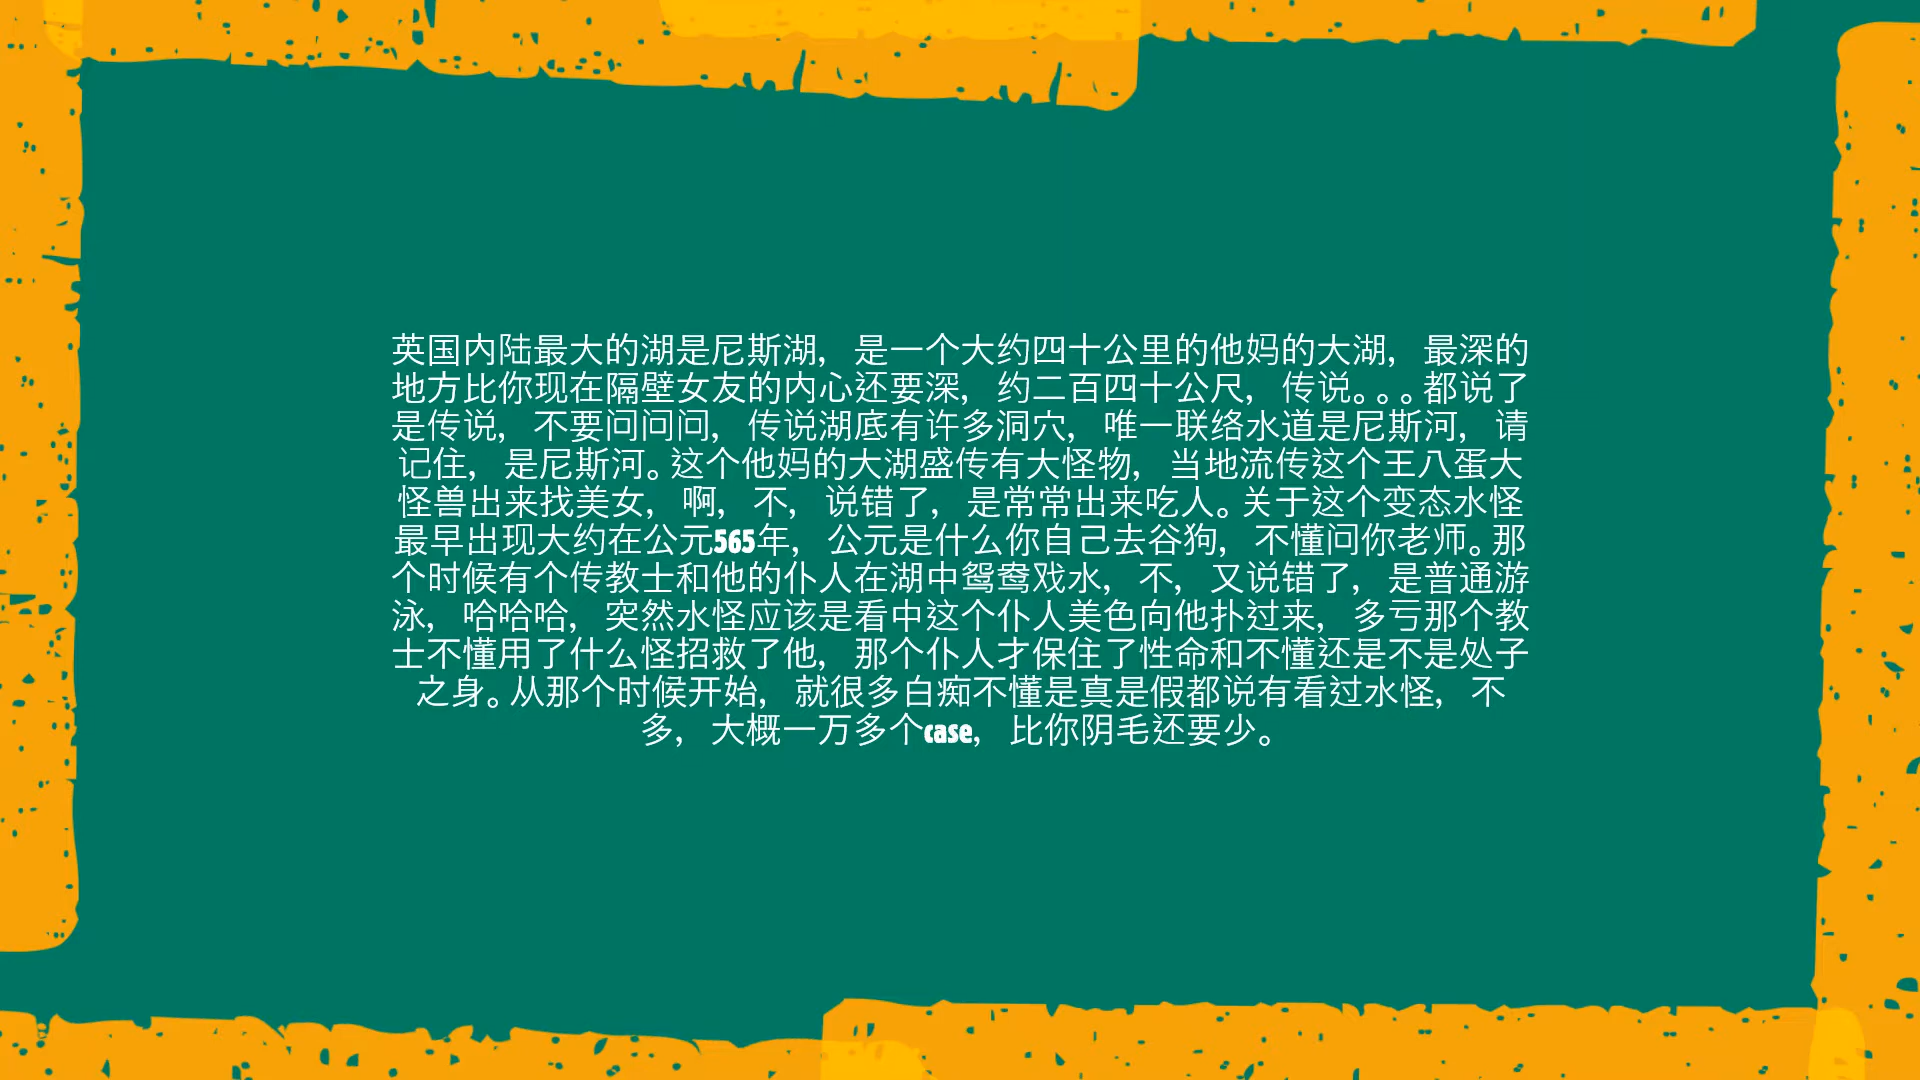 英国内陆最大的湖是尼斯湖，是一个大约四十公里的他妈的大湖，最深的
地方比你现在隔壁女友的内心还要深，约二百四十公尺，传说。。。都说了
是传说，不要问问问，传说湖底有许多洞穴，唯一联络水道是尼斯河，请
记住，是尼斯河。这个他妈的大湖盛传有大怪物，当地流传这个王八蛋大
怪兽出来找美女，啊，不，说错了，是常常出来吃人。关于这个变态水怪
最早出现大约在公元565年，公元是什么你自己去谷狗，不懂问你老师。那
个时候有个传教士和他的仆人在湖中鸳鸯戏水，不，又说错了，是普通游
泳，哈哈哈，突然水怪应该是看中这个仆人美色向他扑过来，多亏那个教
士不懂用了什么怪招救了他，那个仆人才保住了性命和不懂还是不是处子
之身。从那个时候开始，就很多白痴不懂是真是假都说有看过水怪，不
多，大概一万多个case，比你阴毛还要少。